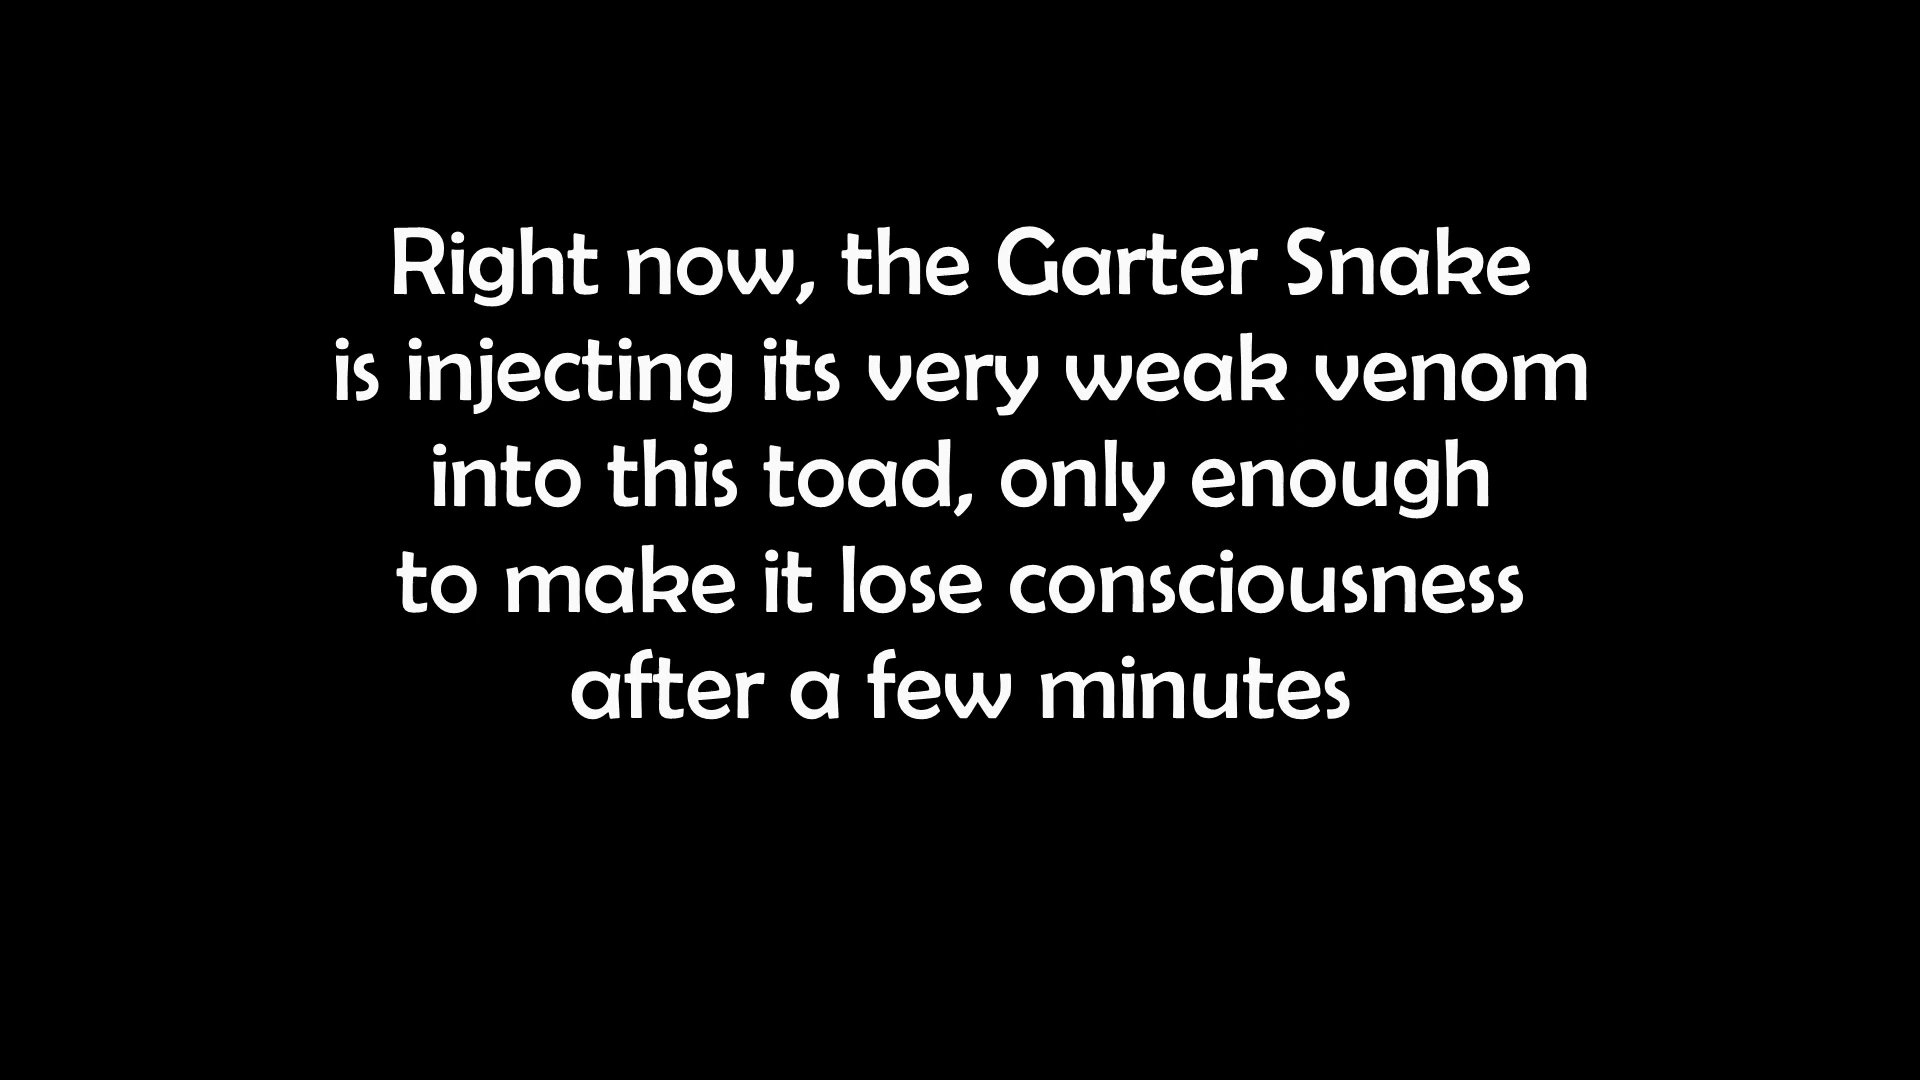 Right now, the Garter Snake
is injecting its very weak venom
into this toad, only enough
to make it lose consciousness
after a few minutes